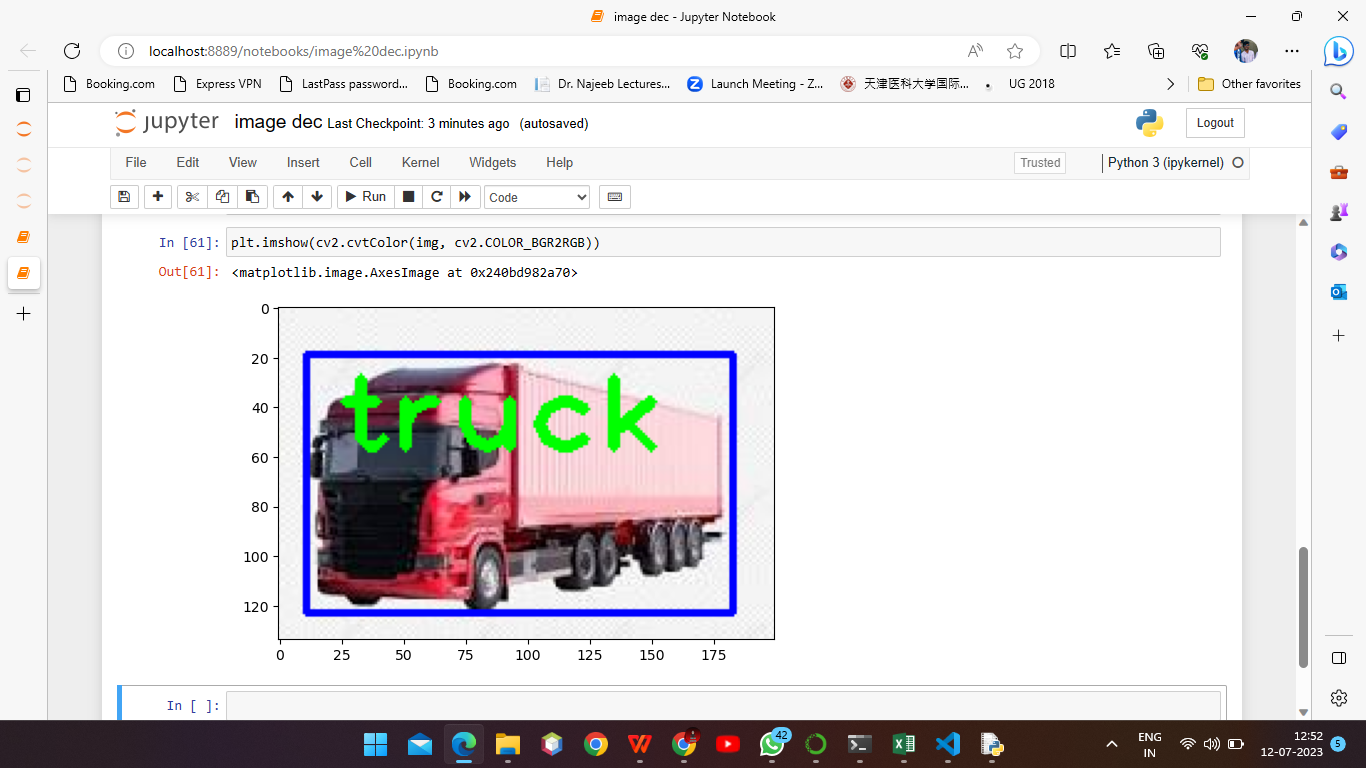 image dec - Jupyter Notebook
localhost:8889/notebooks/image%20dec.ipynb
Booking.com Express VPN LastPass password... Booking.com Dr. Najeeb Lectures... Launch Meeting - Z... 天津医科大学国际... UG 2018 Other favorites
jupyter image dec Last Checkpoint: 3 minutes ago (autosaved) Logout
File Edit View Insert Cell Kernel Widgets Help Trusted Python 3 (ipykernel)
Run Code
In [61]: plt.imshow(cv2.cvtColor(img, cv2.COLOR_BGR2RGB))
Out[61]: <matplotlib.image.AxesImage at 0x240bd982a70>
0
20
40
60
80
100
120
truck
0 25 50 75 100 125 150 175
In [ ]:
42
ENG
IN
12:52
12-07-2023
5